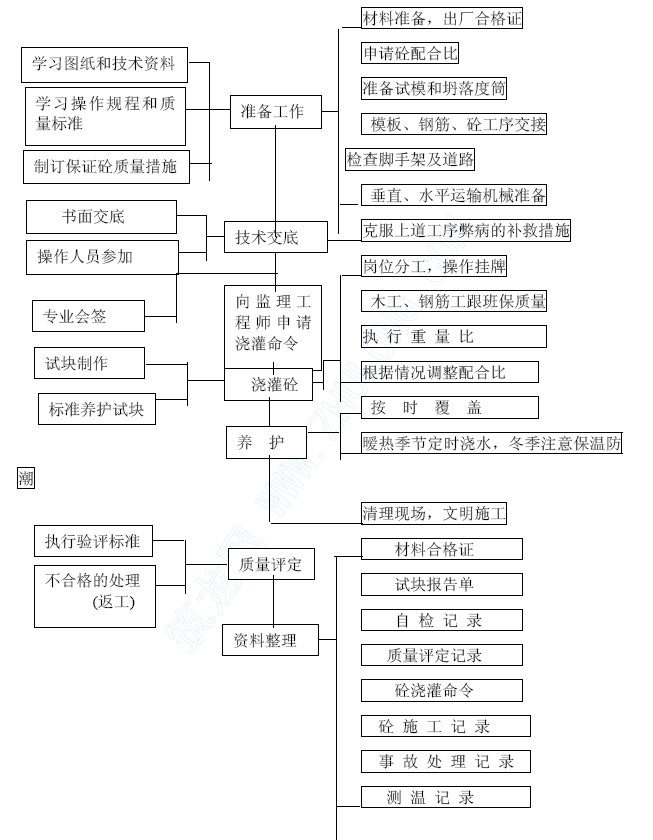 材料准备，出厂合格证
申请砼配合比
学习图纸和技术资料
准备试模和坍落度筒
学习操作规程和质
量标准
准备工作
模板、钢筋、砼工序交接
制订保证砼质量措施
检查脚手架及道路
垂直、水平运输机械准备
书面交底
技术交底
克服上道工序弊病的补救措施
操作人员参加
岗位分工，操作挂牌
向监理工
程师申请
浇灌命令
木工、钢筋工跟班保质量
专业会签
执行重量比
试块制作
根据情况调整配合比
浇灌砼
标准养护试块
按时覆盖
养护
暖热季节定时浇水，冬季注意保温防
潮
清理现场，文明施工
执行验评标准
材料合格证
质量评定
不合格的处理
(返工)
试块报告单
自检记录
资料整理
质量评定记录
砼浇灌命令
砼施工记录
事故处理记录
测温记录
筑龙网 www.